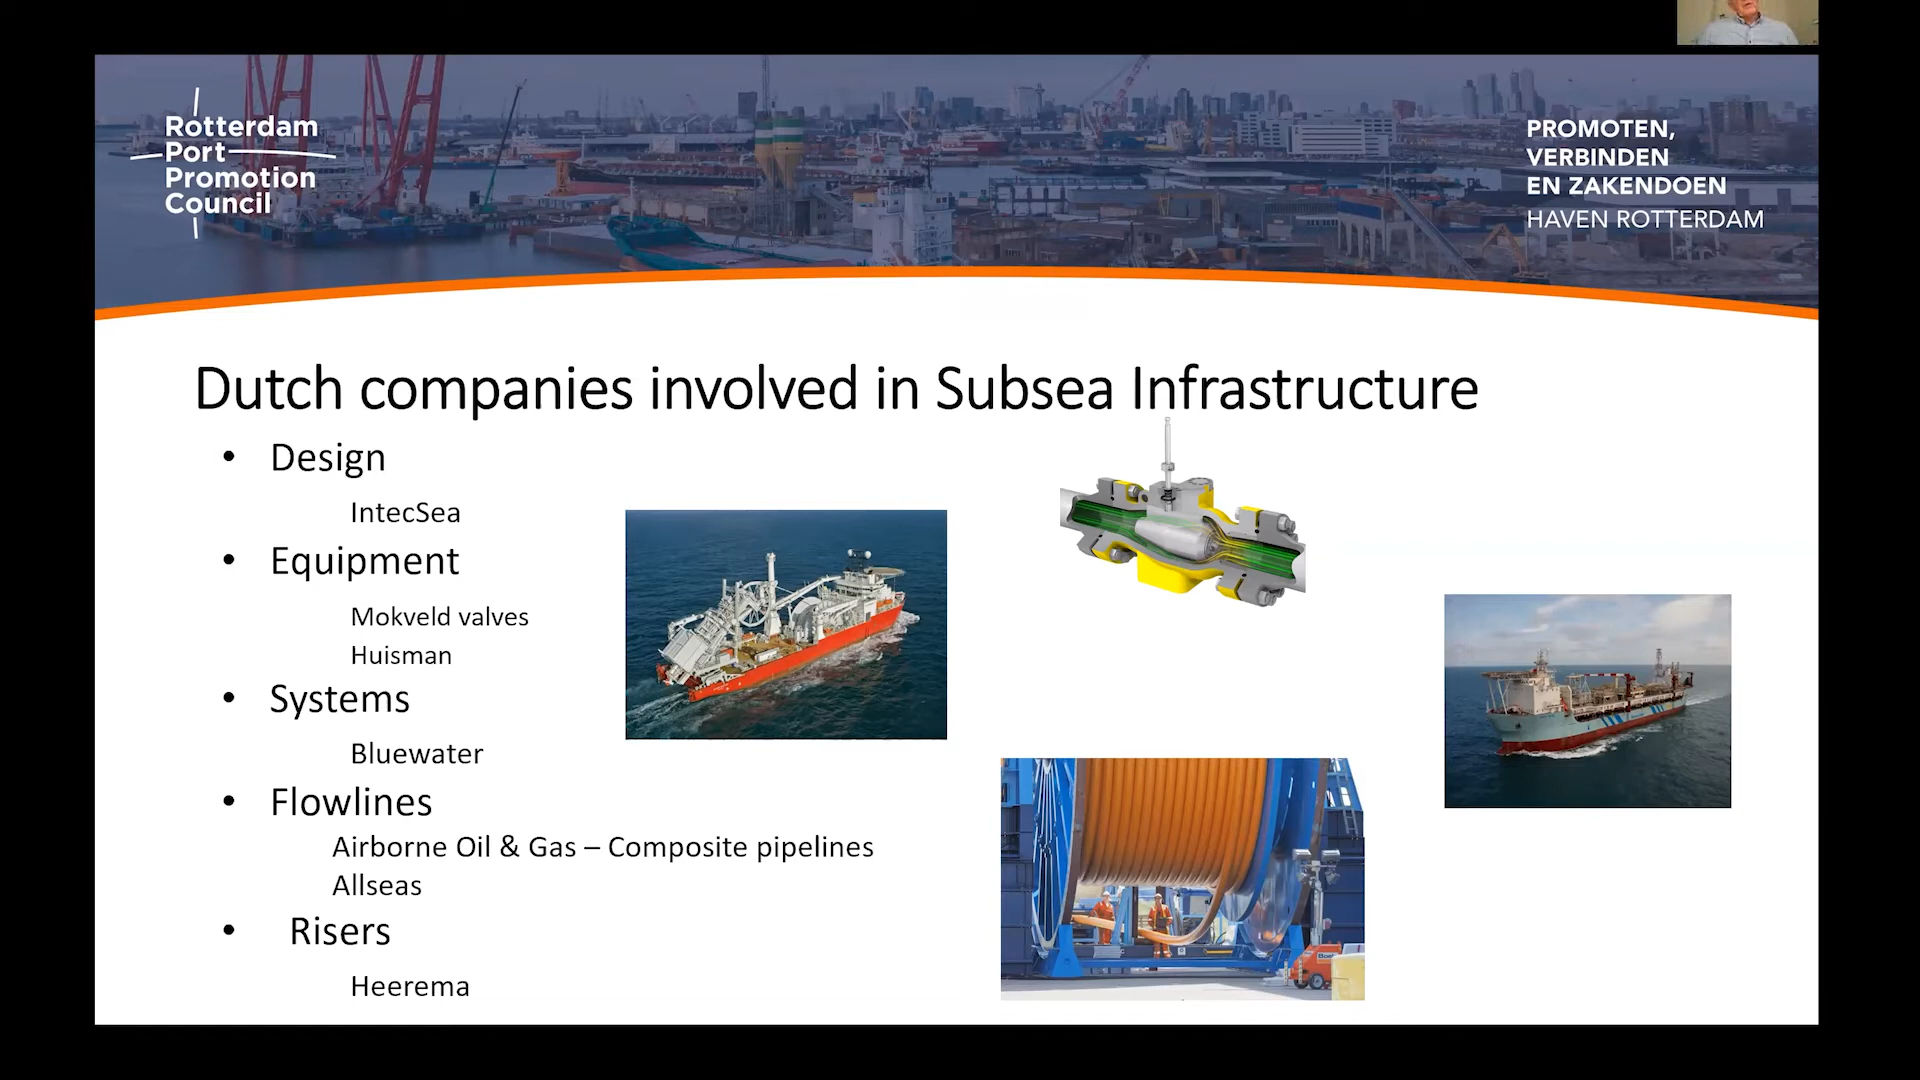 Rotterdam
Port
Promotion
Council
PROMOTEN,
VERBINDEN
EN ZAKENDOEN
HAVEN ROTTERDAM
Dutch companies involved in Subsea Infrastructure
• Design
IntecSea
• Equipment
Mokveld valves
Huisman
• Systems
Bluewater
• Flowlines
Airborne Oil & Gas – Composite pipelines
Allseas
• Risers
Heerema